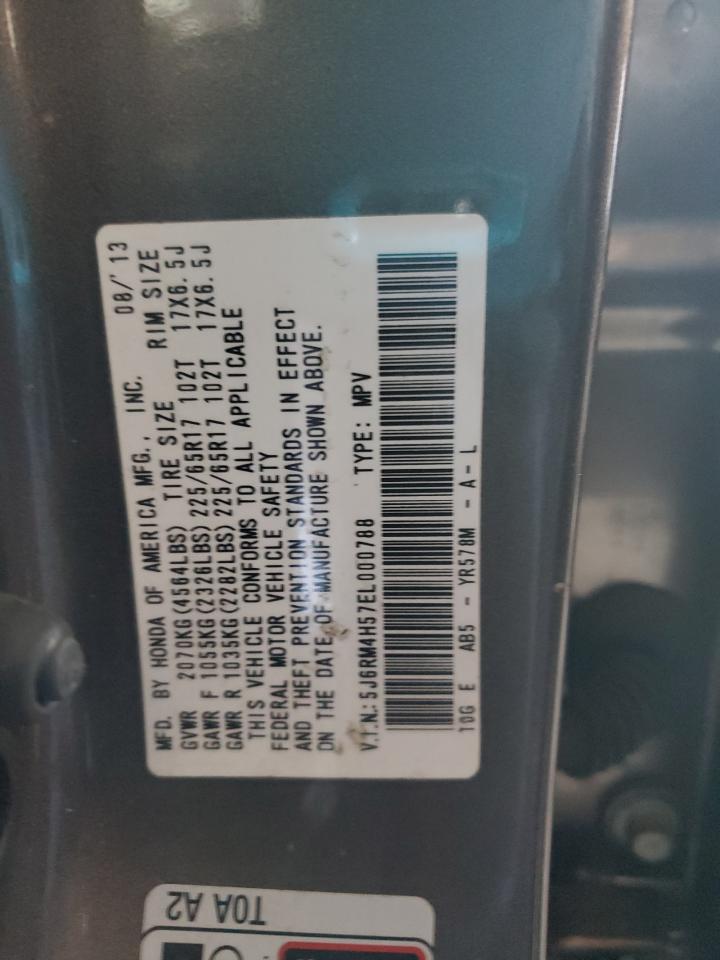 MFD. BY HONDA OF AMERICA MFG., INC. 08/'13
GVWR 2070KG(4564LBS) TIRE SIZE RIM SIZE
GAWR F 1055KG(2326LBS) 225/65R17 102T 17X6.5J
GAWR R 1035KG(2282LBS) 225/65R17 102T 17X6.5J
THIS VEHICLE CONFORMS TO ALL APPLICABLE
FEDERAL MOTOR VEHICLE SAFETY
AND THEFT PREVENTION STANDARDS IN EFFECT
ON THE DATE OF MANUFACTURE SHOWN ABOVE.
V.I.N.: 5J6RM4H57EL000788 TYPE: MPV
10G E AB5 - YR578M - A - L
TOA A2